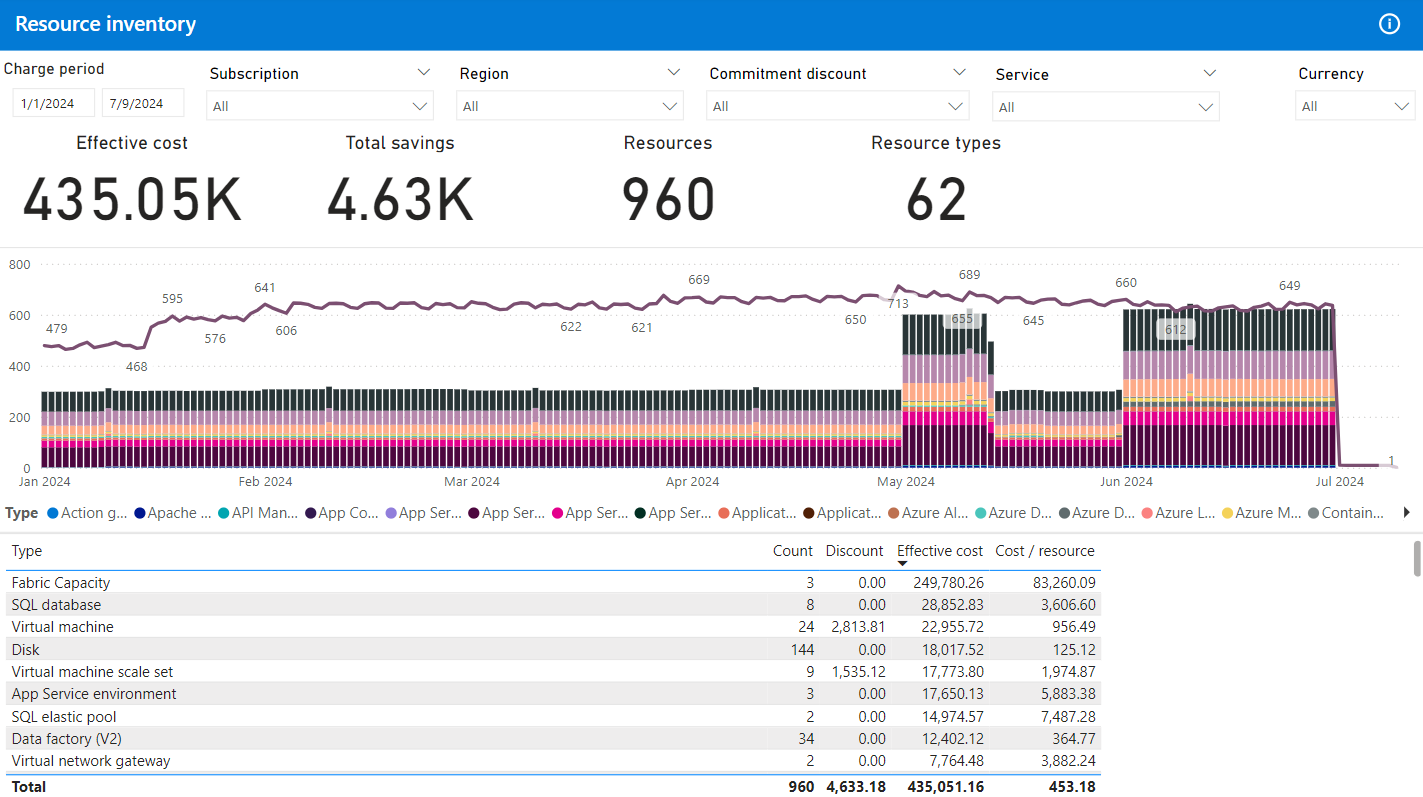 Resource inventory
Charge period
Subscription
Region
Commitment discount
Service
Currency
1/1/2024
7/9/2024
All
All
All
All
All
Effective cost
Total savings
Resources
Resource types
435.05K
4.63K
960
62
800
600
400
200
0
479
468
595
576
641
606
622
621
669
650
713
689
655
645
660
612
649
1
Jan 2024
Feb 2024
Mar 2024
Apr 2024
May 2024
Jun 2024
Jul 2024
Type Action g... Apache ... API Man... App Co... App Ser... App Ser... App Ser... App Ser... Applicat... Applicat... Azure Al... Azure D... Azure D... Azure L... Azure M... Contain...
Type Count Discount Effective cost Cost / resource
Fabric Capacity 3 0.00 249,780.26 83,260.09
SQL database 8 0.00 28,852.83 3,606.60
Virtual machine 24 2,813.81 22,955.72 956.49
Disk 144 0.00 18,017.52 125.12
Virtual machine scale set 9 1,535.12 17,773.80 1,974.87
App Service environment 3 0.00 17,650.13 5,883.38
SQL elastic pool 2 0.00 14,974.57 7,487.28
Data factory (V2) 34 0.00 12,402.12 364.77
Virtual network gateway 2 0.00 7,764.48 3,882.24
Total 960 4,633.18 435,051.16 453.18